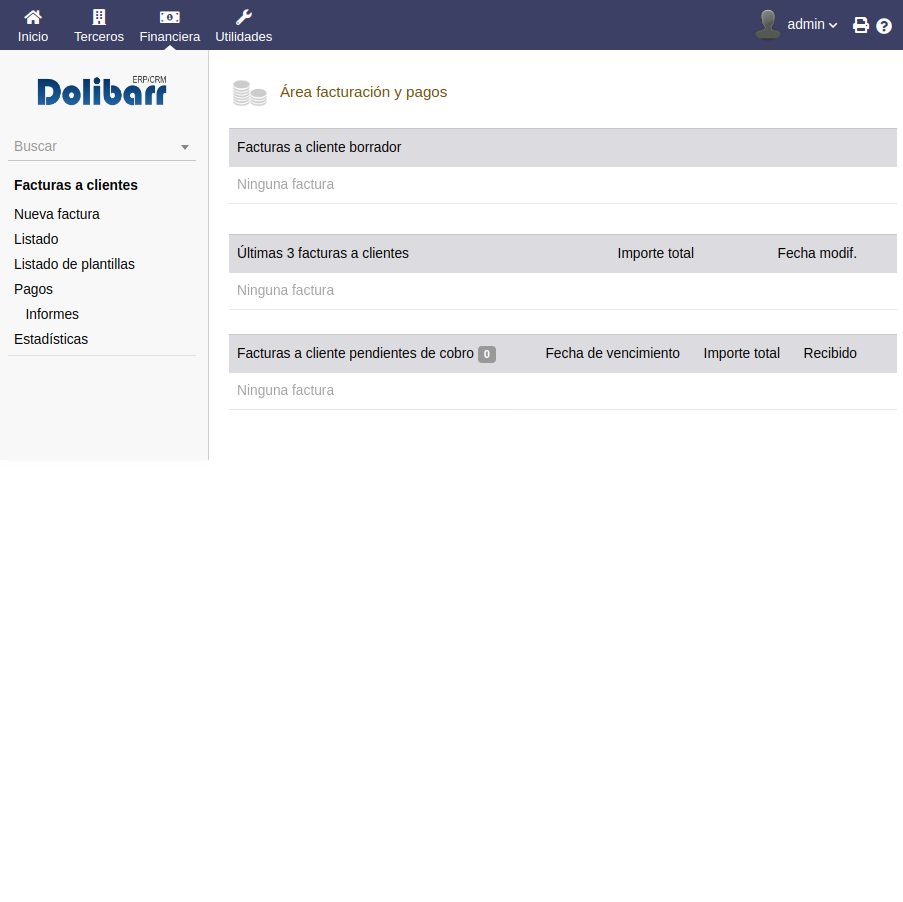 Inicio
Terceros
Financiera
Utilidades
admin
ERP/CRM
Dolibarr
Buscar
Facturas a clientes
Nueva factura
Listado
Listado de plantillas
Pagos
Informes
Estadísticas
Área facturación y pagos
Facturas a cliente borrador
Ninguna factura
Últimas 3 facturas a clientes Importe total Fecha modif.
Ninguna factura
Facturas a cliente pendientes de cobro 0 Fecha de vencimiento Importe total Recibido
Ninguna factura